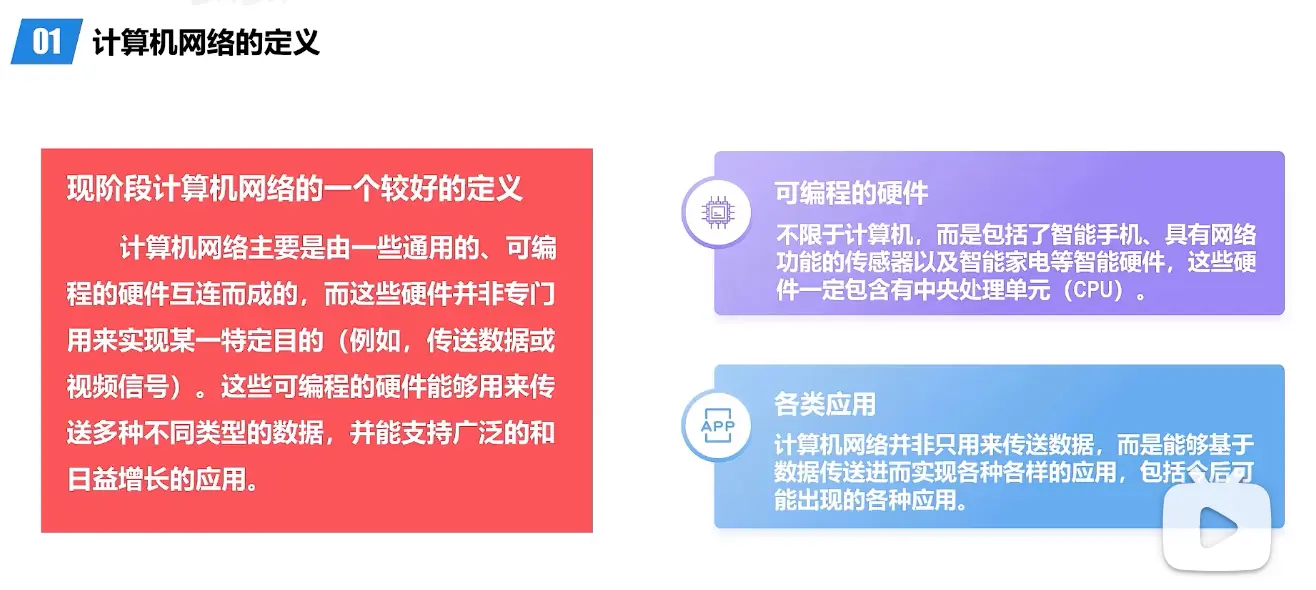 01 计算机网络的定义
现阶段计算机网络的一个较好的定义
计算机网络主要是由一些通用的、可编
程的硬件互连而成的，而这些硬件并非专门
用来实现某一特定目的（例如，传送数据或
视频信号）。这些可编程的硬件能够用来传
送多种不同类型的数据，并能支持广泛的和
日益增长的应用。
可编程的硬件
不限于计算机，而是包括了智能手机、具有网络
功能的传感器以及智能家电等智能硬件，这些硬
件一定包含有中央处理单元（CPU）。
APP
各类应用
计算机网络并非只用来传送数据，而是能够基于
数据传送进而实现各种各样的应用，包括今后可
能出现的各种应用。